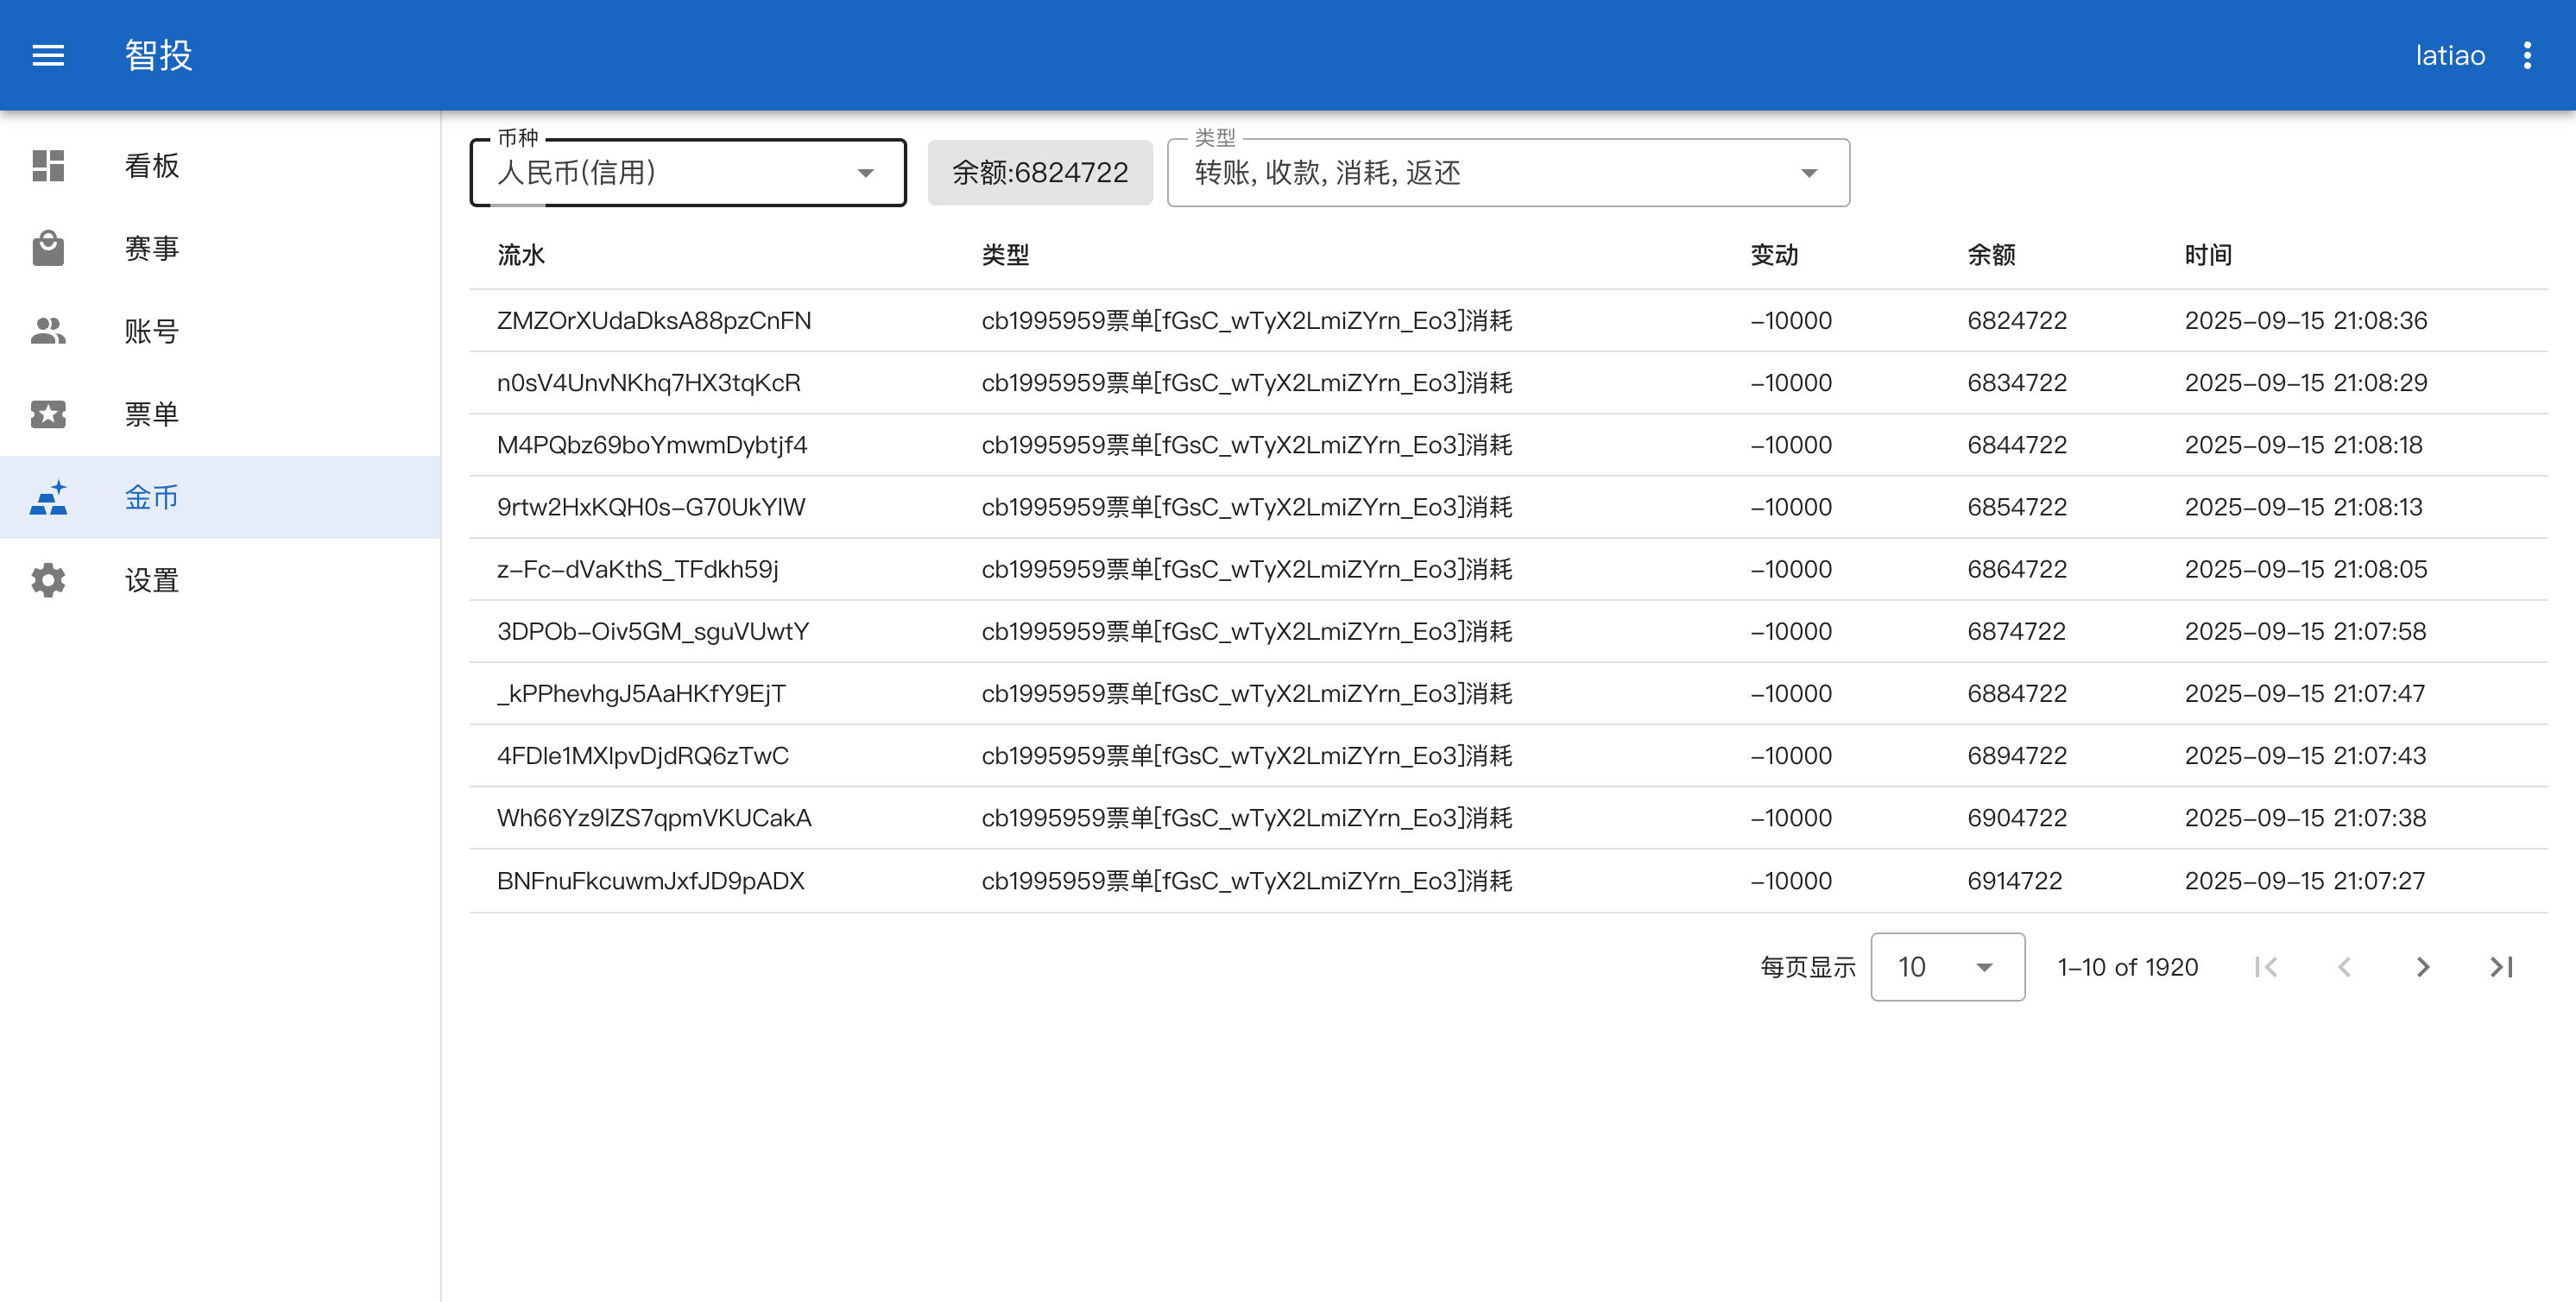 智投
latiao
看板
赛事
账号
票单
金币
设置
币种
人民币(信用)
余额:6824722
类型
转账, 收款, 消耗, 返还
流水 类型 变动 余额 时间
ZMZOrXUdaDksA88pzCnFN cb1995959票单[fGsC_wTyX2LmiZYrn_Eo3]消耗 -10000 6824722 2025-09-15 21:08:36
n0sV4UnvNKhq7HX3tqKcR cb1995959票单[fGsC_wTyX2LmiZYrn_Eo3]消耗 -10000 6834722 2025-09-15 21:08:29
M4PQbz69boYmwmDybtjf4 cb1995959票单[fGsC_wTyX2LmiZYrn_Eo3]消耗 -10000 6844722 2025-09-15 21:08:18
9rtw2HxKQH0s-G70UkYlW cb1995959票单[fGsC_wTyX2LmiZYrn_Eo3]消耗 -10000 6854722 2025-09-15 21:08:13
z-Fc-dVaKthS_TFdkh59j cb1995959票单[fGsC_wTyX2LmiZYrn_Eo3]消耗 -10000 6864722 2025-09-15 21:08:05
3DPOb-Oiv5GM_sguVUwtY cb1995959票单[fGsC_wTyX2LmiZYrn_Eo3]消耗 -10000 6874722 2025-09-15 21:07:58
_kPPhevhgJ5AaHKfY9EjT cb1995959票单[fGsC_wTyX2LmiZYrn_Eo3]消耗 -10000 6884722 2025-09-15 21:07:47
4FDle1MXlpvDjdRQ6zTwC cb1995959票单[fGsC_wTyX2LmiZYrn_Eo3]消耗 -10000 6894722 2025-09-15 21:07:43
Wh66Yz9lZS7qpmVKUCakA cb1995959票单[fGsC_wTyX2LmiZYrn_Eo3]消耗 -10000 6904722 2025-09-15 21:07:38
BNFnuFkcuwmJxfJD9pADX cb1995959票单[fGsC_wTyX2LmiZYrn_Eo3]消耗 -10000 6914722 2025-09-15 21:07:27
每页显示 10 1-10 of 1920